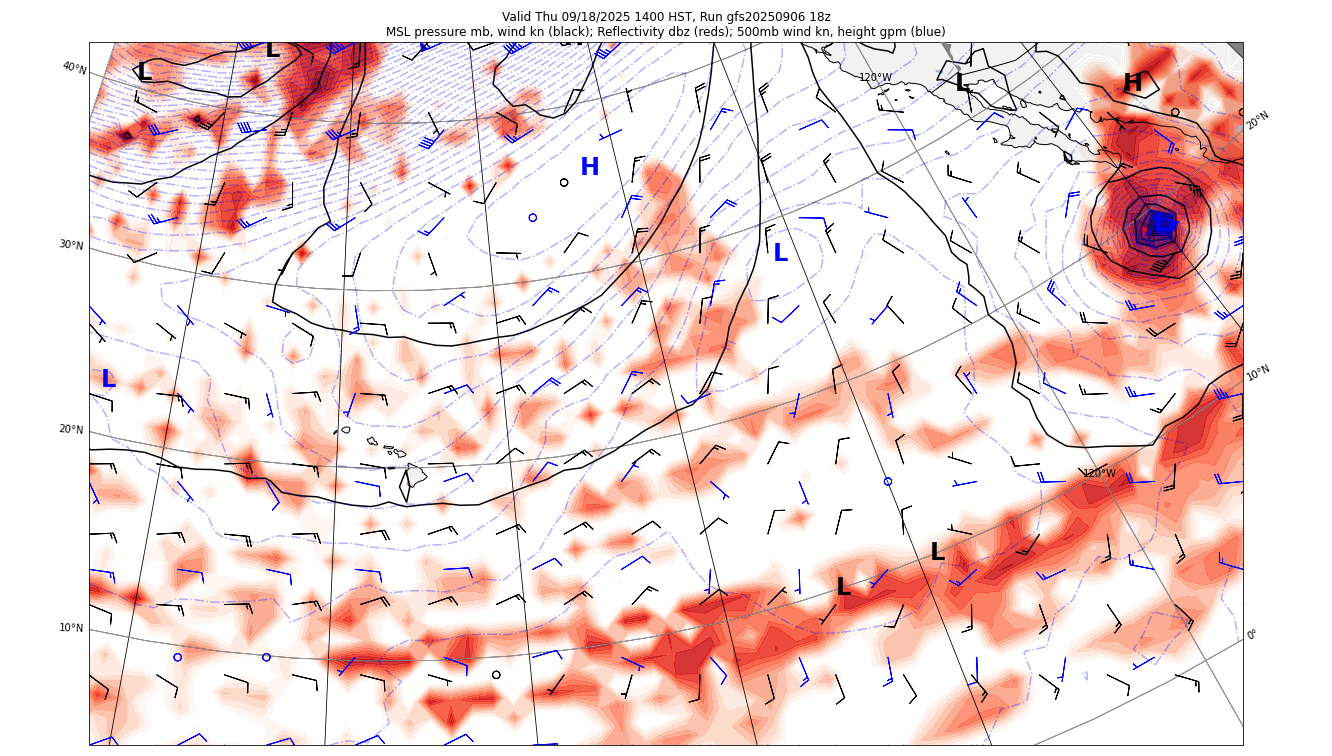 Valid Thu 09/18/2025 1400 HST, Run gfs20250906 18z
MSL pressure mb, wind kn (black); Reflectivity dbz (reds); 500mb wind kn, height gpm (blue)
L
L
40°N
120°W
L
H
20°N
H
30°N
L
L
10°N
20°N
120°W
L
L
10°N
0°